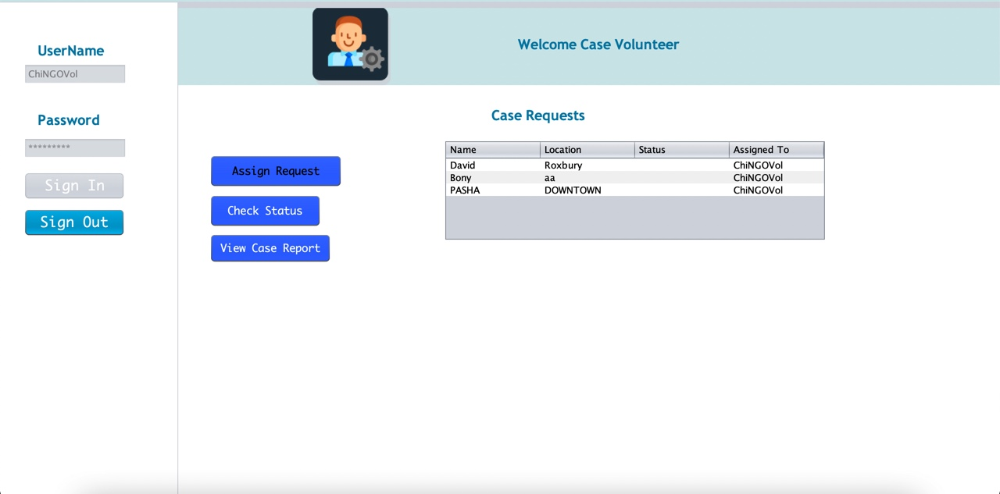 UserName
ChiNGOVol
Password
*********
Sign In
Sign Out
Welcome Case Volunteer
Case Requests
Assign Request
Check Status
View Case Report
Name Location Status Assigned To
David Roxbury ChiNGOVol
Bony aa ChiNGOVol
PASHA DOWNTOWN ChiNGOVol